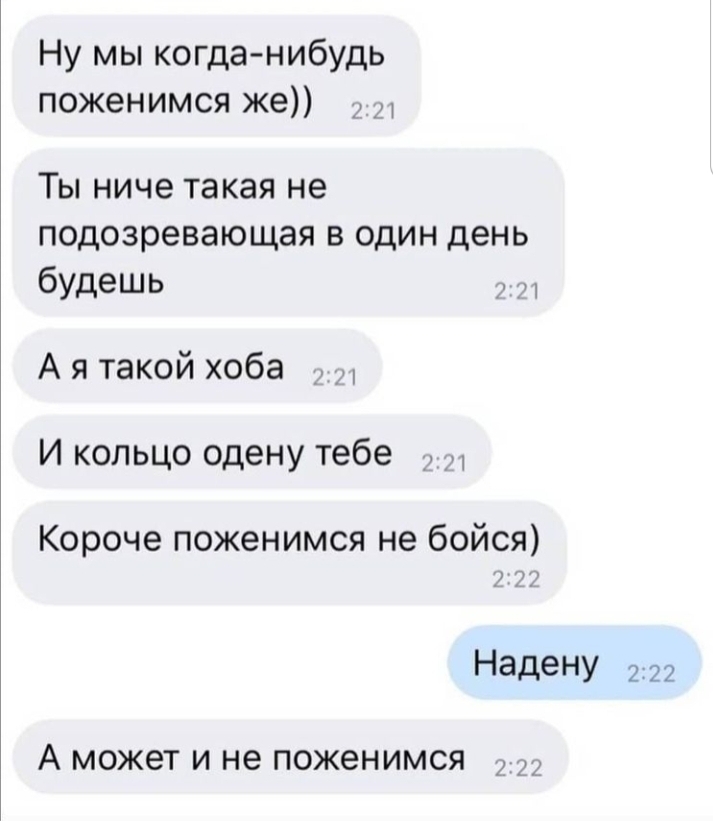 Ну мы когда-нибудь
поженимся же)) 2:21
Ты ниче такая не
подозревающая в один день
будешь 2:21
А я такой хоба 2:21
И кольцо одену тебе 2:21
Короче поженимся не бойся)
2:22
Надену 2:22
А может и не поженимся 2:22